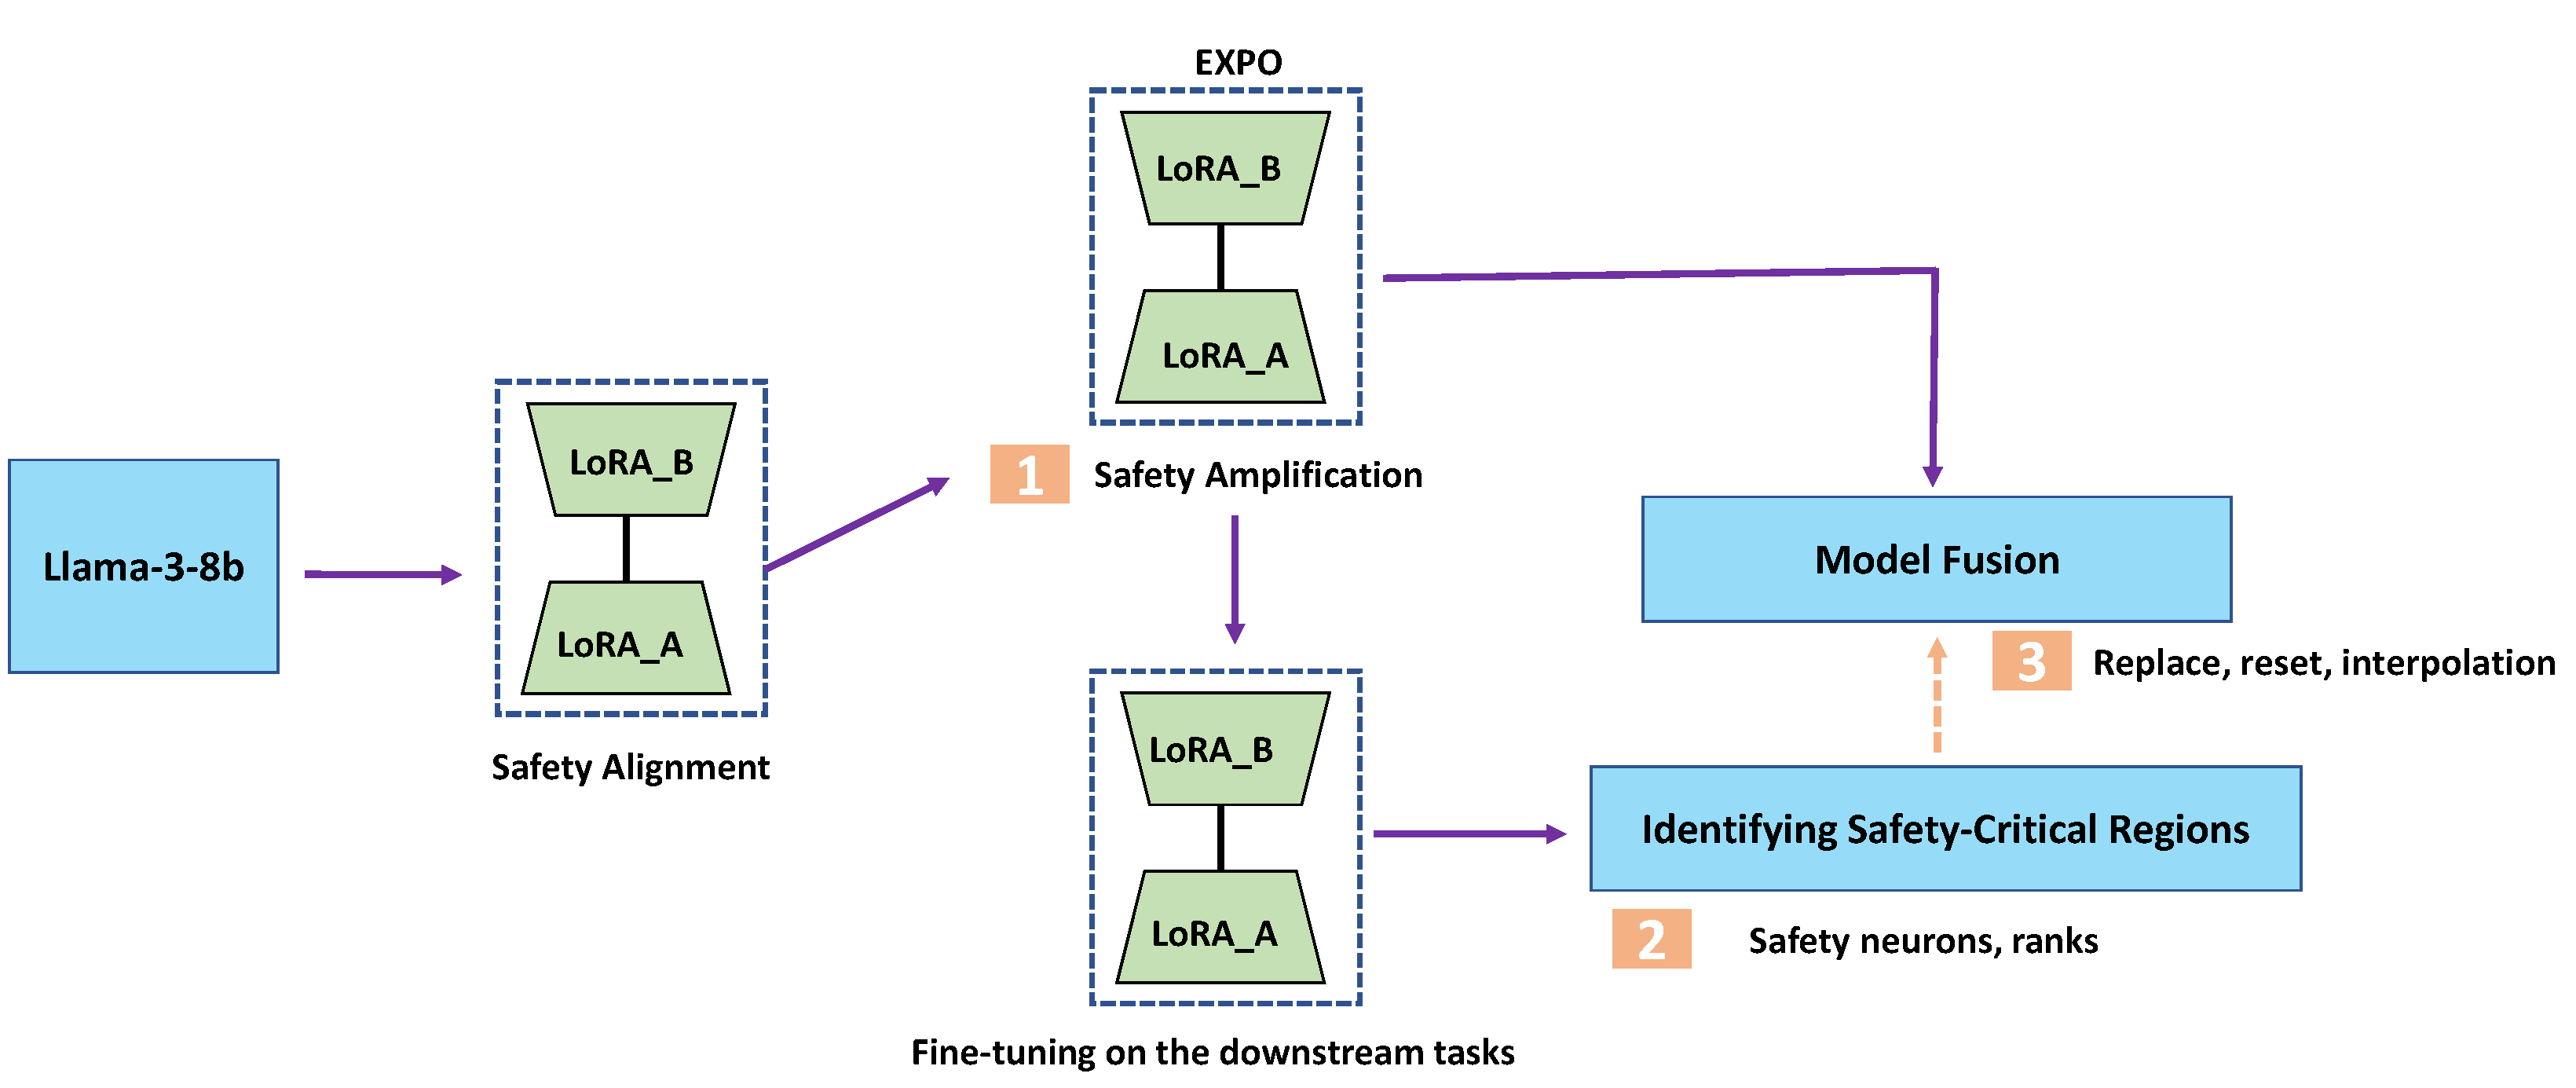 EXPO
LoRA_B
LoRA_A
1 Safety Amplification
LoRA_B
LoRA_A
Safety Alignment
Llama-3-8b
LoRA_B
LoRA_A
Fine-tuning on the downstream tasks
Model Fusion
3 Replace, reset, interpolation
Identifying Safety-Critical Regions
2 Safety neurons, ranks